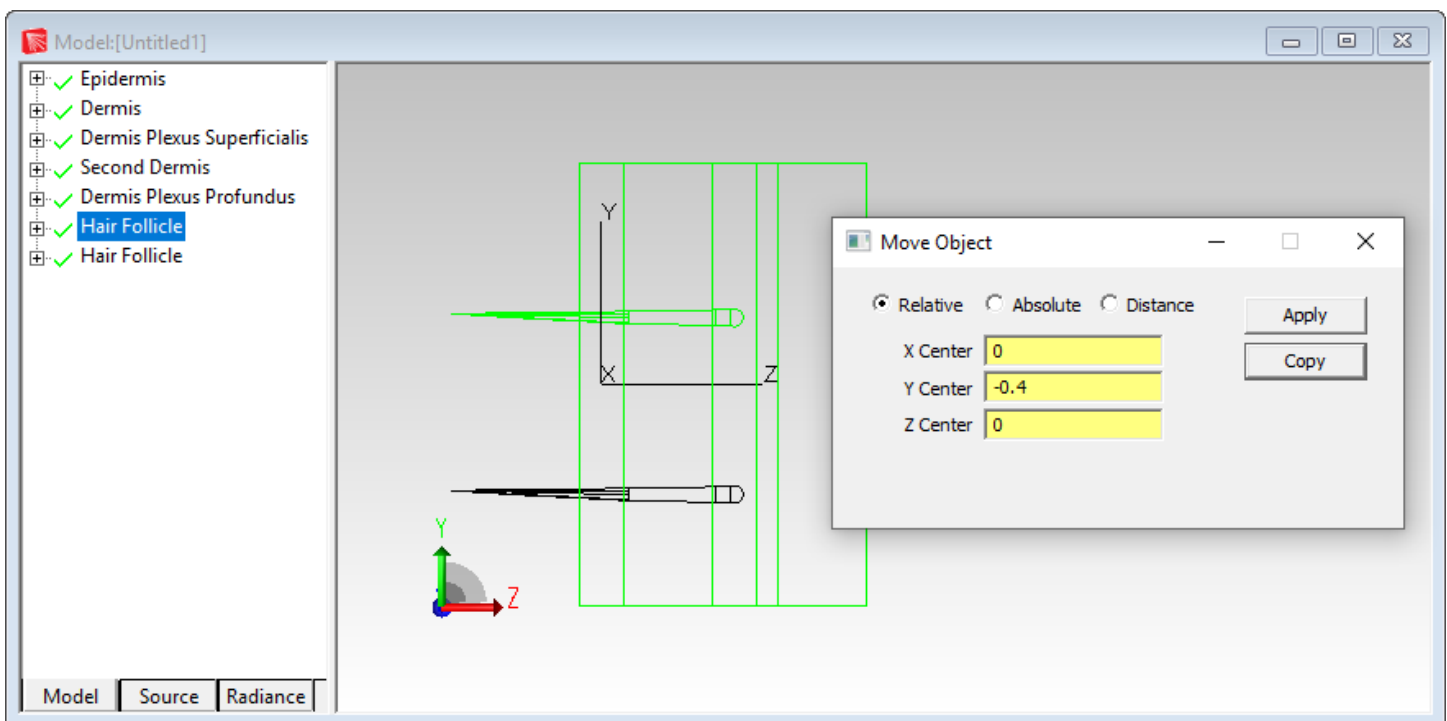 Model:[Untitled1]
Epidermis
Dermis
Dermis Plexus Superficialis
Second Dermis
Dermis Plexus Profundus
Hair Follicle
Hair Follicle
Model Source Radiance
Y
X
Z
Y
Z
Move Object
Relative Absolute Distance
X Center 0
Y Center -0.4
Z Center 0
Apply
Copy